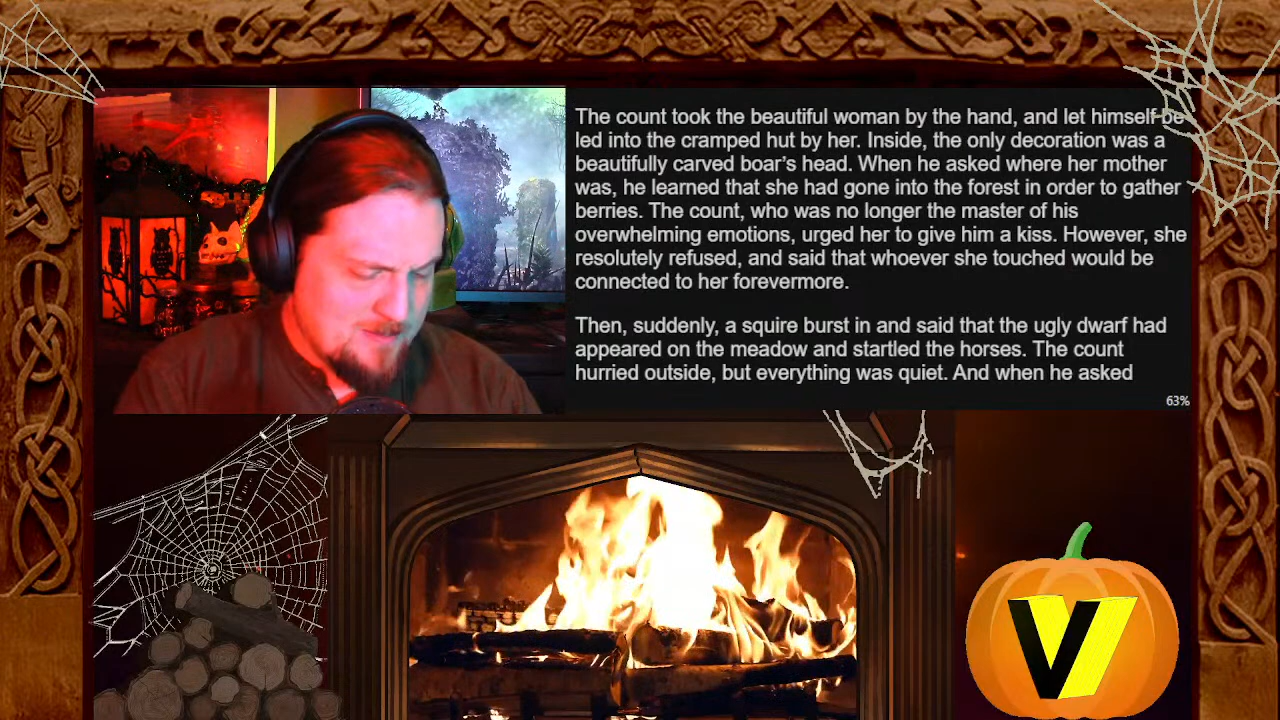 The count took the beautiful woman by the hand, and let himself be
led into the cramped hut by her. Inside, the only decoration was a
beautifully carved boar’s head. When he asked where her mother
was, he learned that she had gone into the forest in order to gather
berries. The count, who was no longer the master of his
overwhelming emotions, urged her to give him a kiss. However, she
resolutely refused, and said that whoever she touched would be
connected to her forevermore.
Then, suddenly, a squire burst in and said that the ugly dwarf had
appeared on the meadow and startled the horses. The count
hurried outside, but everything was quiet. And when he asked
63%
V